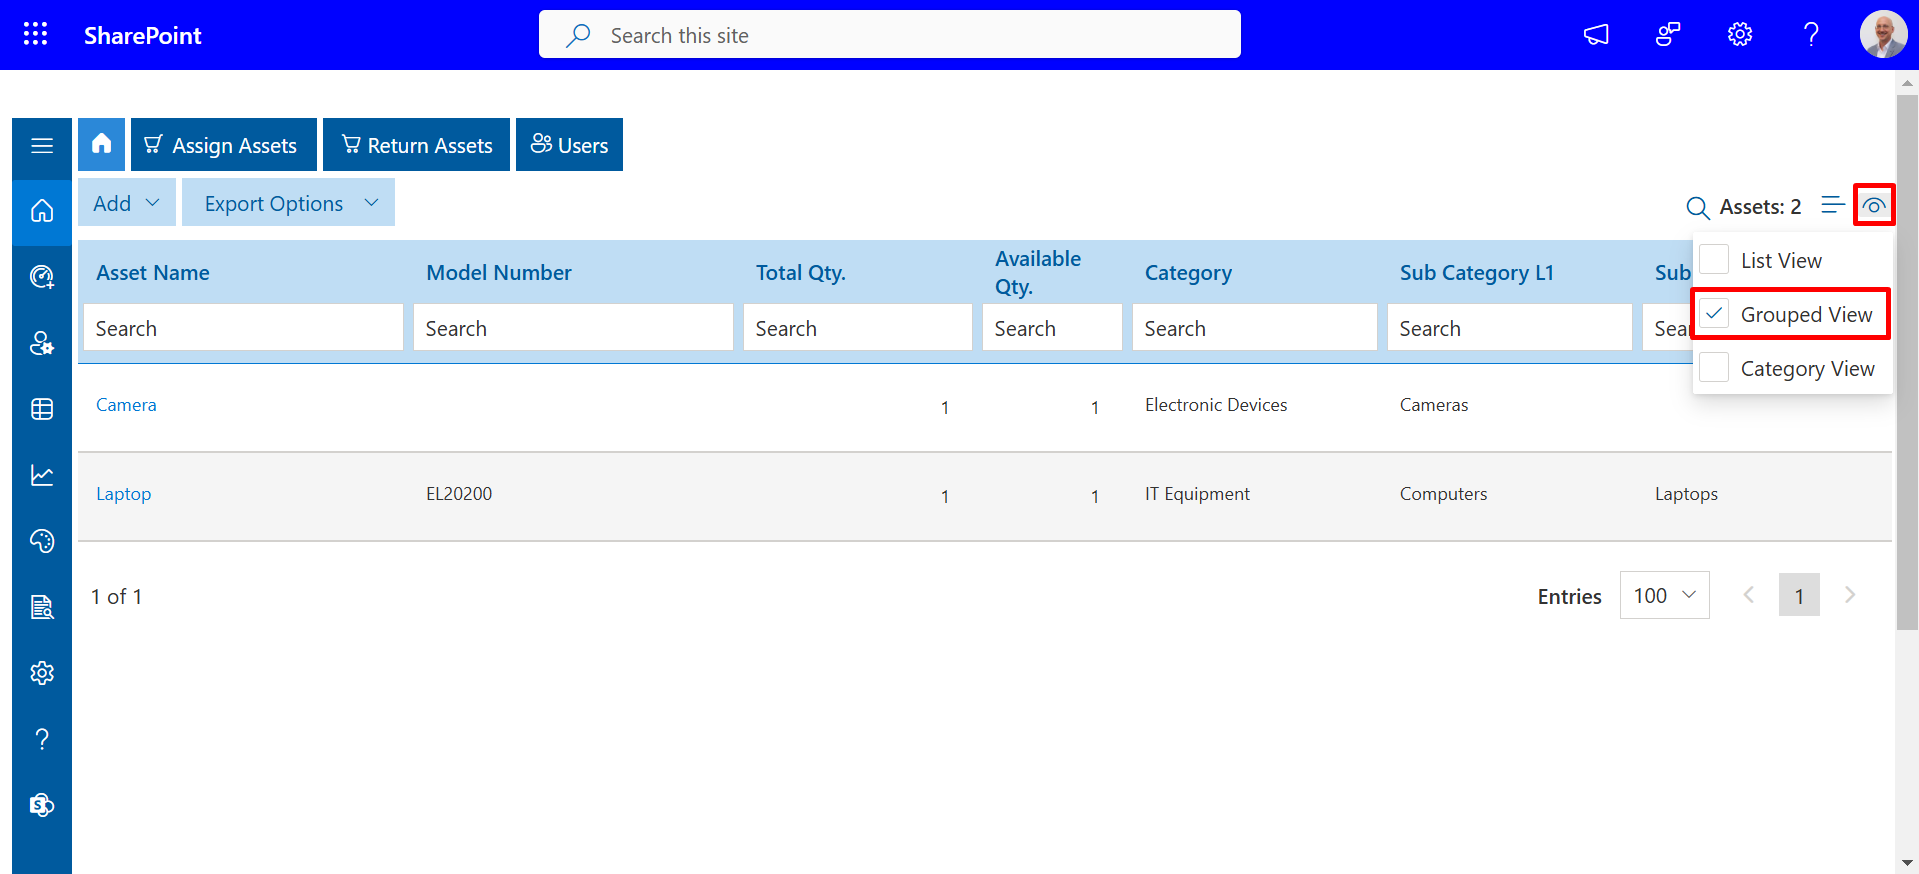 SharePoint
Search this site
Assign Assets
Return Assets
Users
Add
Export Options
Assets: 2
List View
Grouped View
Category View
Asset Name
Model Number
Total Qty.
Available
Qty.
Category
Sub Category L1
Sub
Search
Search
Search
Search
Search
Search
Sear
Camera
1
1
Electronic Devices
Cameras
Laptop
EL20200
1
1
IT Equipment
Computers
Laptops
1 of 1
Entries
100
1